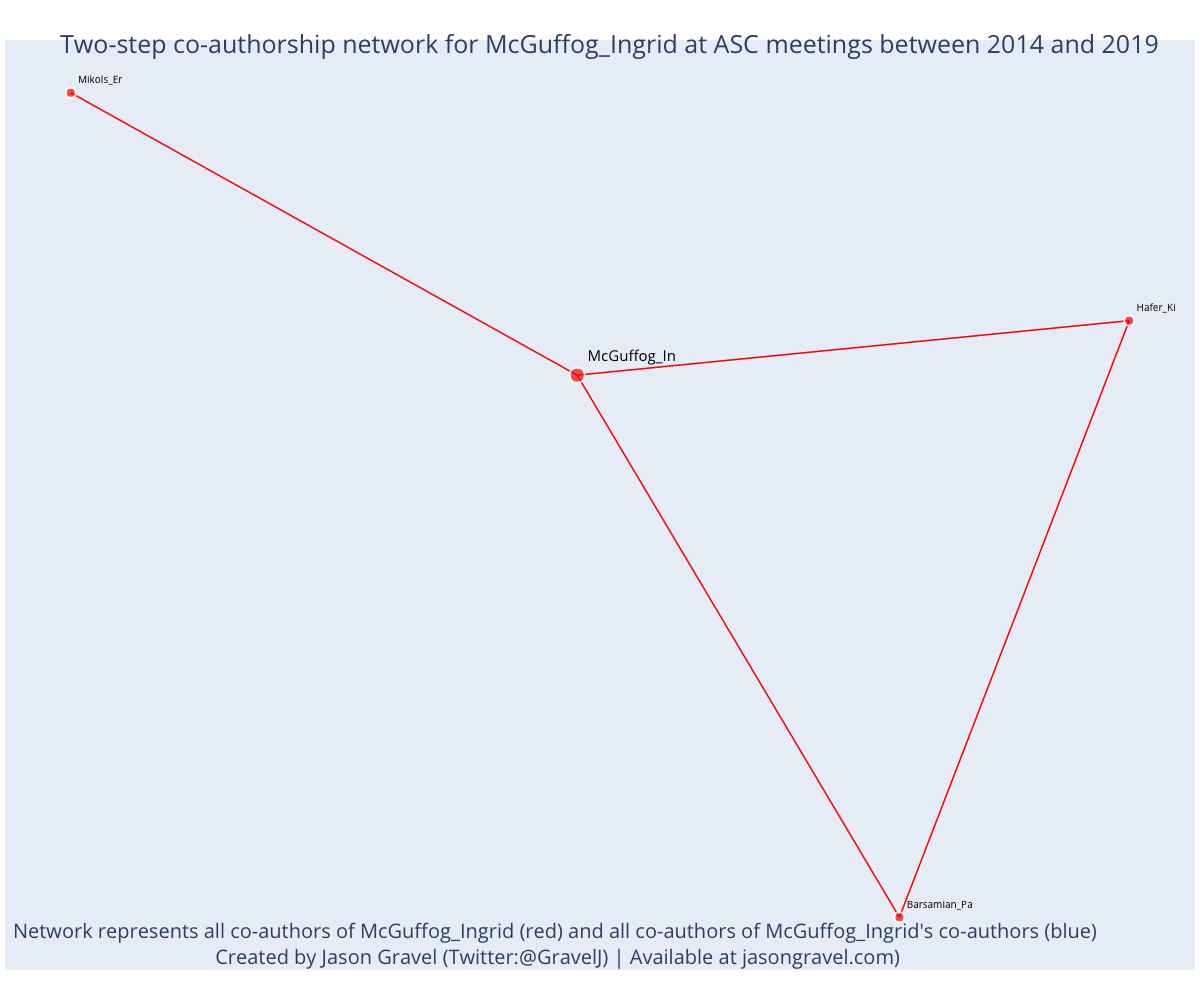 Two-step co-authorship network for McGuffog_Ingrid at ASC meetings between 2014 and 2019
Mikols_Er
Hafer_Ki
McGuffog_In
Barsamian_Pa
Network represents all co-authors of McGuffog_Ingrid (red) and all co-authors of McGuffog_Ingrid's co-authors (blue)
Created by Jason Gravel (Twitter:@GravelJ) | Available at jasongravel.com)